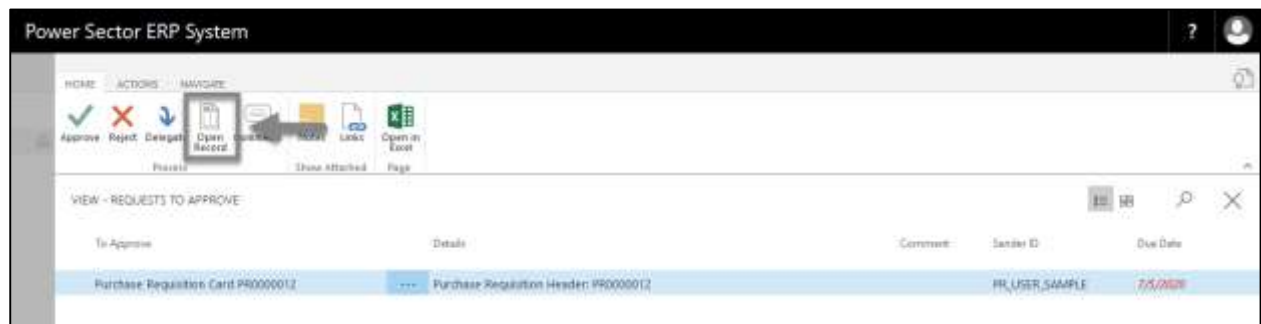 Power Sector ERP System ?
HOME ACTIONS NAVIGATE
Approve Reject Delegate Open Record Links Open in Excel
Process Show Attached Page
VIEW - REQUESTS TO APPROVE
To Approve Details Comment Sender ID Due Date
Purchase Requisition Card PR0000012 ... Purchase Requisition Header: PR0000012 PR_USER_SAMPLE 7/5/2020